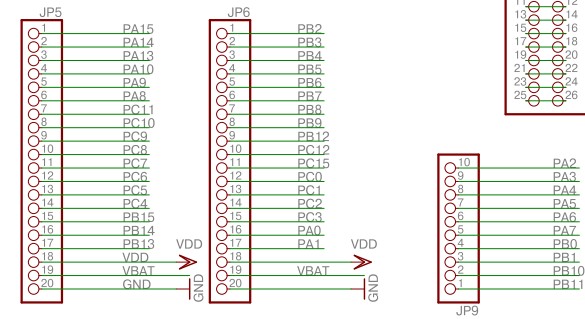 JP5
1 PA15
2 PA14
3 PA13
4 PA10
5 PA9
6 PA8
7 PC11
8 PC10
9 PC9
10 PC8
11 PC7
12 PC6
13 PC5
14 PC4
15 PB15
16 PB14
17 PB13
18 VDD
19 VBAT
20 GND
VDD
GND
JP6
1 PB2
2 PB3
3 PB4
4 PB5
5 PB6
6 PB7
7 PB8
8 PB9
9 PB12
10 PC12
11 PC15
12 PC0
13 PC1
14 PC2
15 PC3
16 PA0
17 PA1
18
19 VBAT
20
VDD
GND
11 12
13 14
15 16
17 18
19 20
21 22
23 24
25 26
10 PA2
9 PA3
8 PA4
7 PA5
6 PA6
5 PA7
4 PB0
3 PB1
2 PB10
1 PB11
JP9